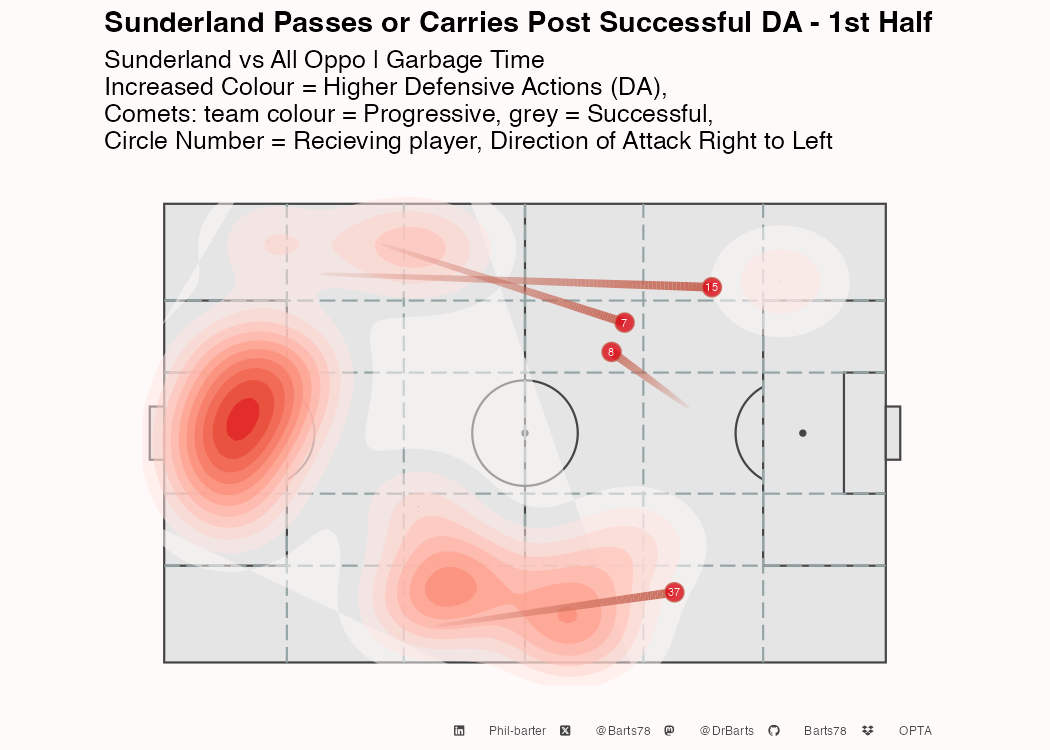 Sunderland Passes or Carries Post Successful DA - 1st Half
Sunderland vs All Oppo | Garbage Time
Increased Colour = Higher Defensive Actions (DA),
Comets: team colour = Progressive, grey = Successful,
Circle Number = Recieving player, Direction of Attack Right to Left
15
7
8
37
Phil-barter @Barts78 @DrBarts Barts78 OPTA